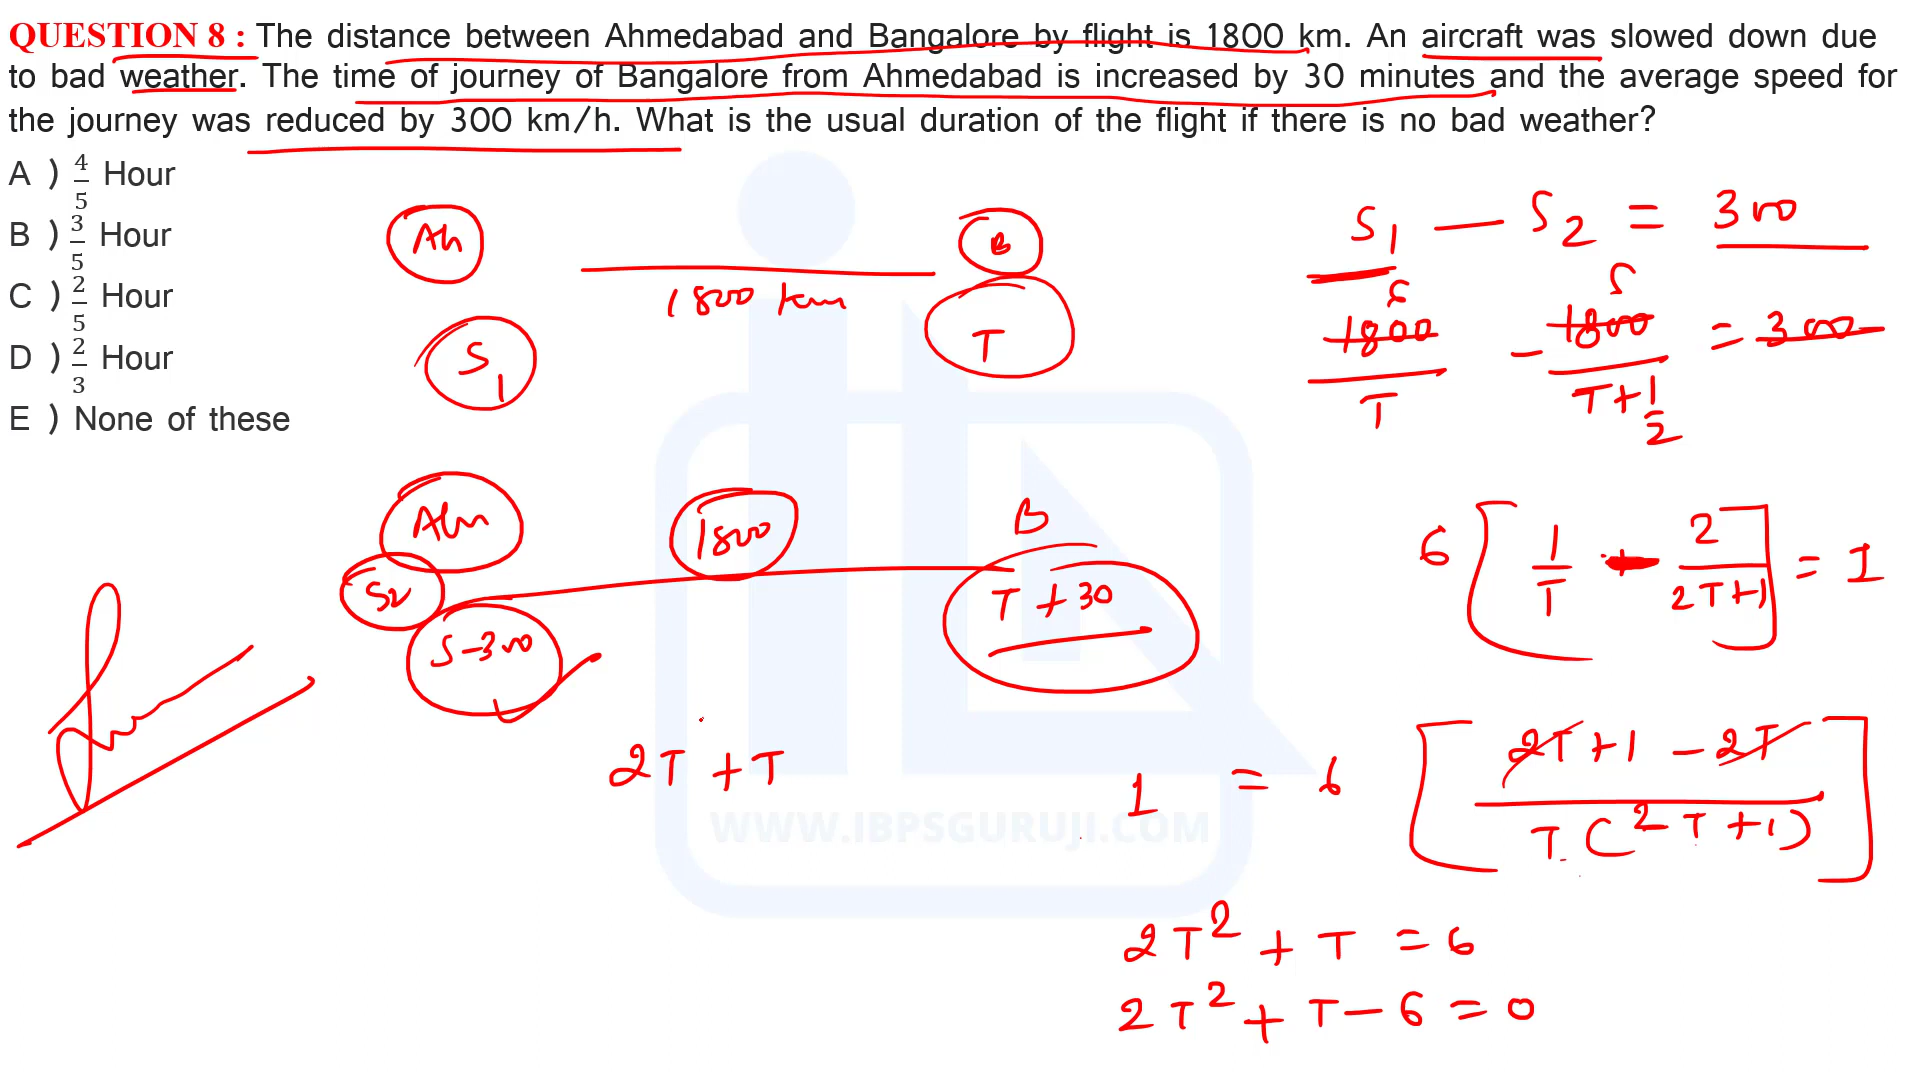 QUESTION 8 : The distance between Ahmedabad and Bangalore by flight is 1800 km. An aircraft was slowed down due
to bad weather. The time of journey of Bangalore from Ahmedabad is increased by 30 minutes and the average speed for
the journey was reduced by 300 km/h. What is the usual duration of the flight if there is no bad weather?
A ) 4/5 Hour
B ) 3/5 Hour
C ) 2/5 Hour
D ) 2/3 Hour
E ) None of these
Ah
B
1800 km
S1
T
S1 — S2 = 300
1800/T - 1800/(T+1/2) = 300
Ahm
1800
B
S2
S-300
T + 30
6 [ 1/T - 2/(2T+1) ] = 1
2T + T
1 = 6 [ (2T+1 - 2T)/(T.(2T+1)) ]
2T² + T = 6
2T² + T - 6 = 0
WWW.IBPSGURUJI.COM